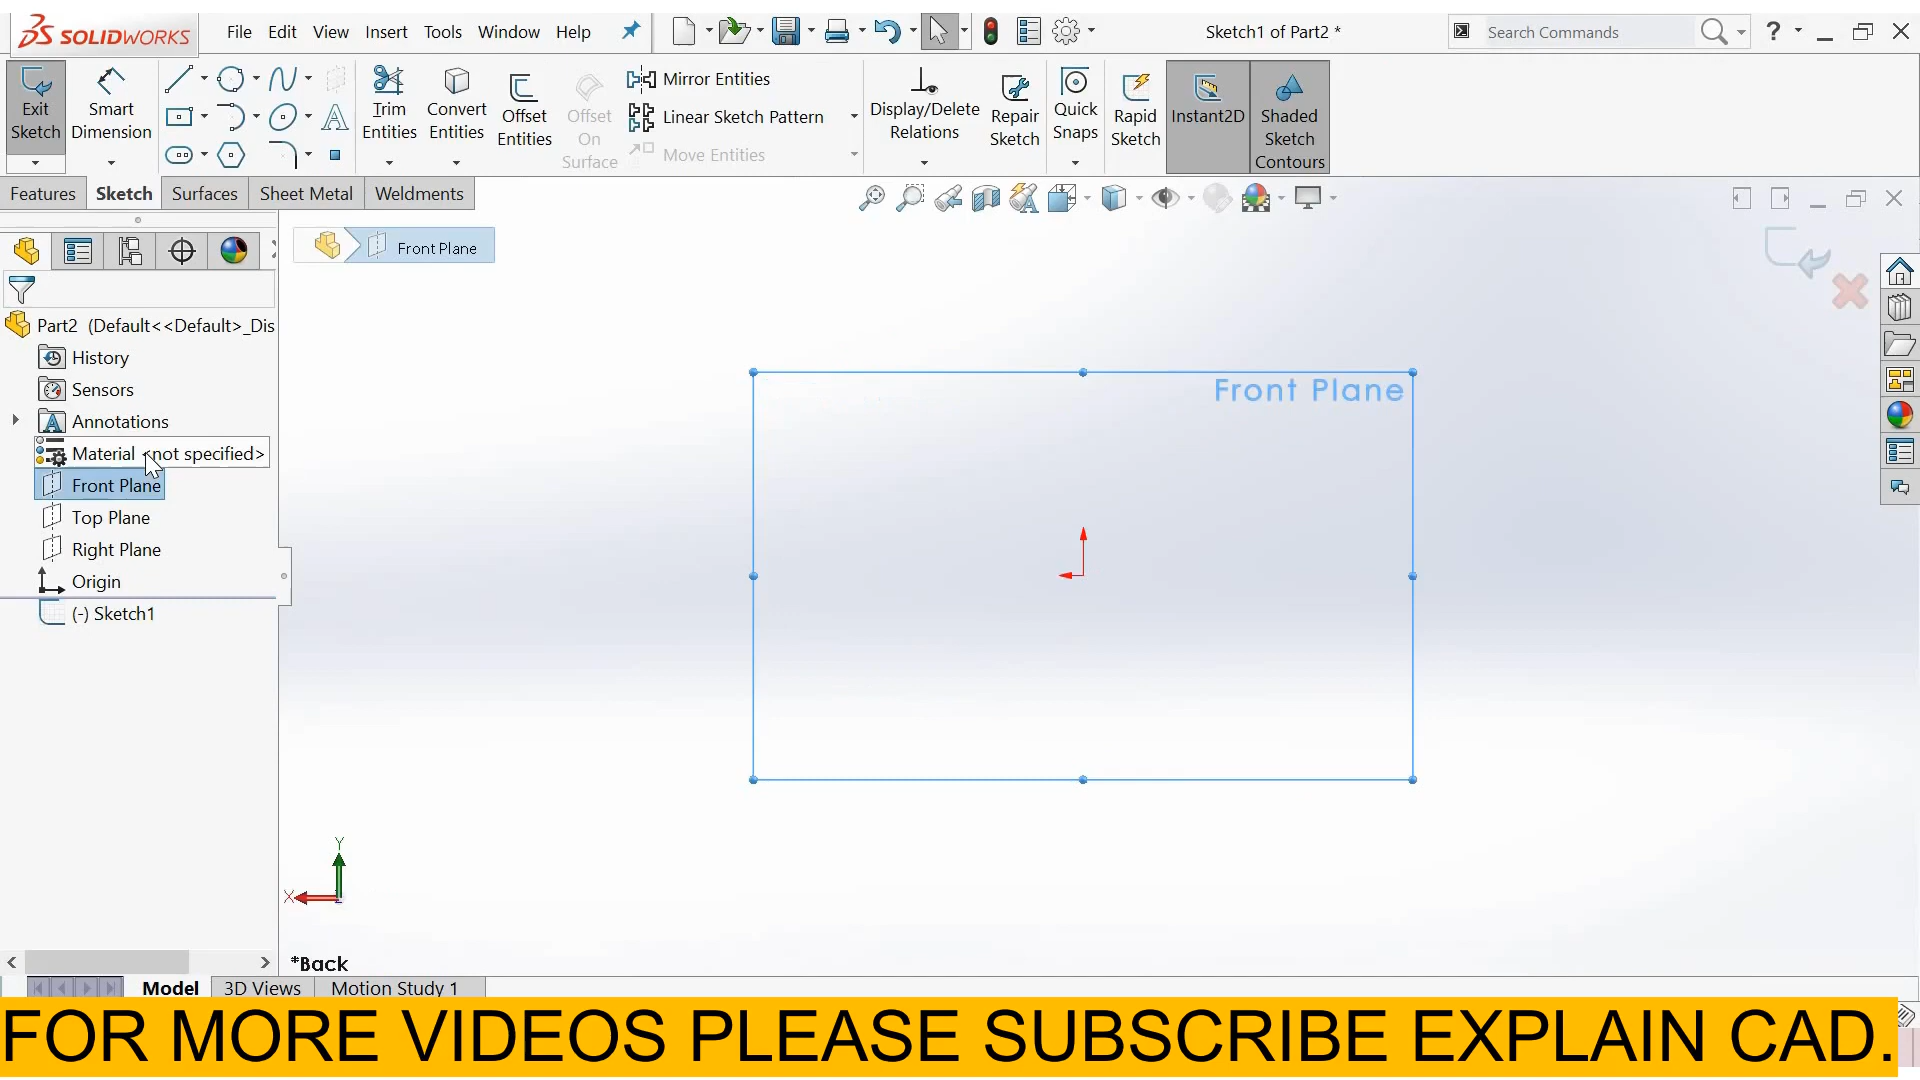 SOLIDWORKS
File Edit View Insert Tools Window Help
Sketch1 of Part2 *
Search Commands
?
Exit Sketch
Smart Dimension
Trim Entities
Convert Entities
Offset Entities
Offset On Surface
Mirror Entities
Linear Sketch Pattern
Move Entities
Display/Delete Relations
Repair Sketch
Quick Snaps
Rapid Sketch
Instant2D
Shaded Sketch Contours
Features Sketch Surfaces Sheet Metal Weldments
Front Plane
Part2 (Default<<Default>_Dis
History
Sensors
Annotations
Material <not specified>
Front Plane
Top Plane
Right Plane
Origin
(-) Sketch1
Front Plane
Y
X
*Back
Model 3D Views Motion Study 1
FOR MORE VIDEOS PLEASE SUBSCRIBE EXPLAIN CAD.